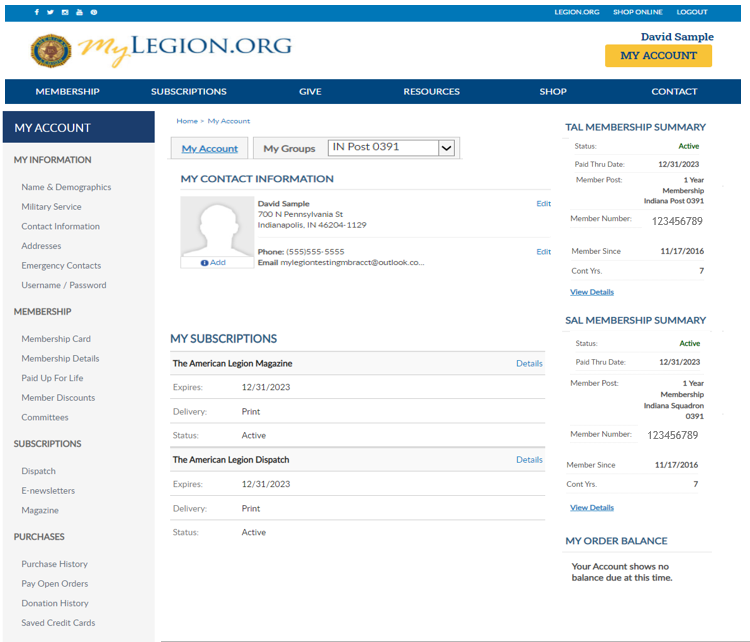 LEGION.ORG SHOP ONLINE LOGOUT
MyLEGION.ORG
David Sample
MY ACCOUNT
MEMBERSHIP SUBSCRIPTIONS GIVE RESOURCES SHOP CONTACT
MY ACCOUNT
MY INFORMATION
Name & Demographics
Military Service
Contact Information
Addresses
Emergency Contacts
Username / Password
MEMBERSHIP
Membership Card
Membership Details
Paid Up For Life
Member Discounts
Committees
SUBSCRIPTIONS
Dispatch
E-newsletters
Magazine
PURCHASES
Purchase History
Pay Open Orders
Donation History
Saved Credit Cards
Home > My Account
My Account My Groups IN Post 0391
MY CONTACT INFORMATION
David Sample Edit
700 N Pennsylvania St
Indianapolis, IN 46204-1129
Phone: (555)555-5555 Edit
Email mylegiontestingmbracct@outlook.co...
Add
MY SUBSCRIPTIONS
The American Legion Magazine Details
Expires: 12/31/2023
Delivery: Print
Status: Active
The American Legion Dispatch Details
Expires: 12/31/2023
Delivery: Print
Status: Active
TAL MEMBERSHIP SUMMARY
Status: Active
Paid Thru Date: 12/31/2023
Member Post: 1 Year
Membership
Indiana Post 0391
Member Number: 123456789
Member Since 11/17/2016
Cont Yrs. 7
View Details
SAL MEMBERSHIP SUMMARY
Status: Active
Paid Thru Date: 12/31/2023
Member Post: 1 Year
Membership
Indiana Squadron
0391
Member Number: 123456789
Member Since 11/17/2016
Cont Yrs. 7
View Details
MY ORDER BALANCE
Your Account shows no
balance due at this time.